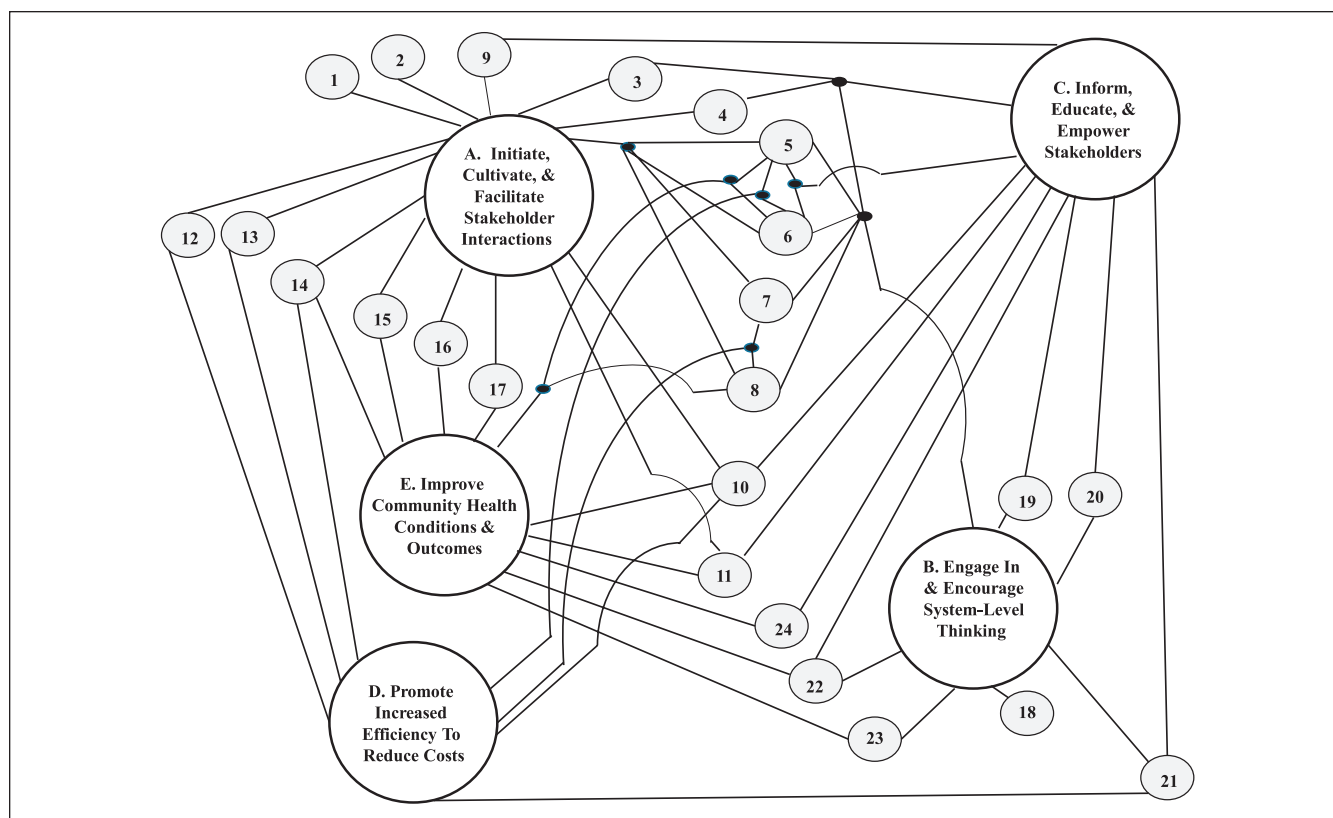 1
2
9
3
4
5
6
7
8
A. Initiate,
Cultivate, &
Facilitate
Stakeholder
Interactions
C. Inform,
Educate, &
Empower
Stakeholders
12
13
14
15
16
17
E. Improve
Community Health
Conditions &
Outcomes
10
11
24
22
23
19
20
B. Engage In
& Encourage
System-Level
Thinking
18
21
D. Promote
Increased
Efficiency To
Reduce Costs